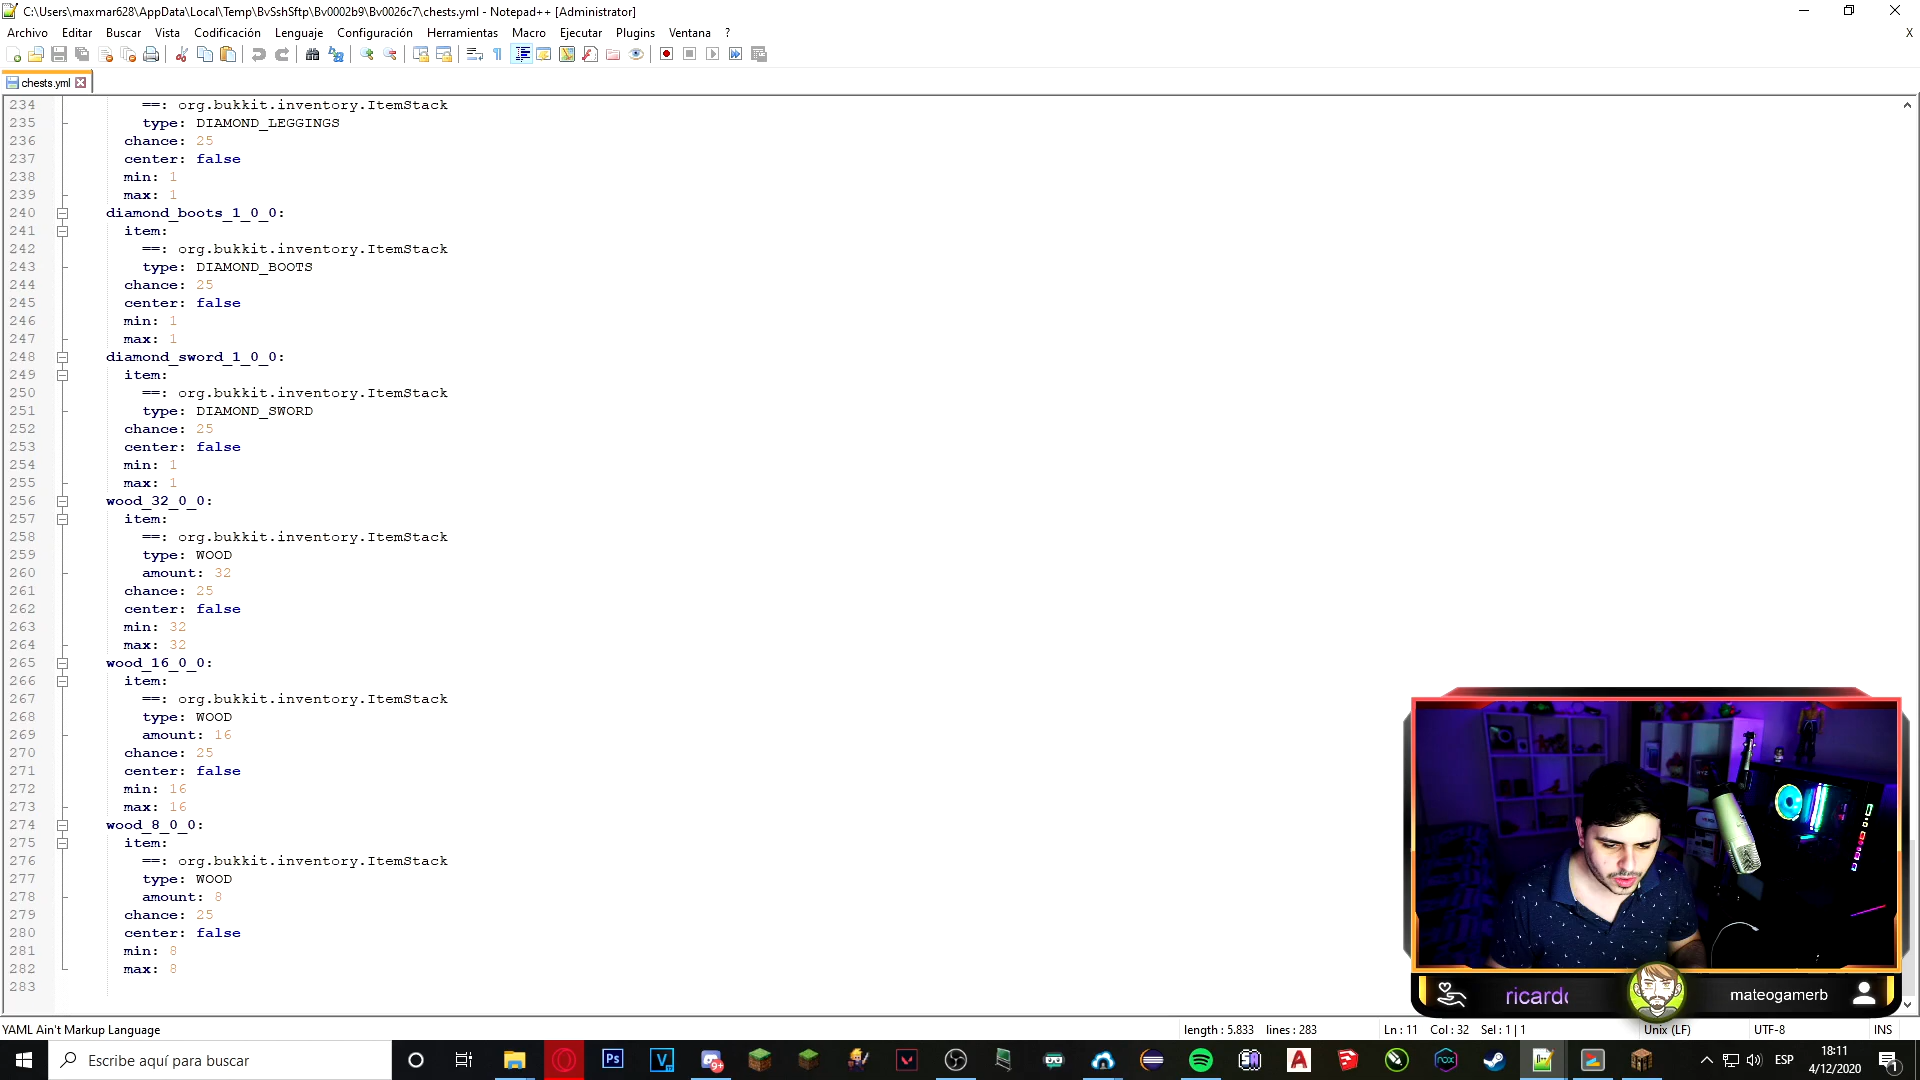 C:\Users\maxmar628\AppData\Local\Temp\BvSshSftp\Bv0002b9\Bv0026c7\chests.yml - Notepad++ [Administrator]
Archivo Editar Buscar Vista Codificación Lenguaje Configuración Herramientas Macro Ejecutar Plugins Ventana ? X
chests.yml
234 ==: org.bukkit.inventory.ItemStack
235 type: DIAMOND_LEGGINGS
236 chance: 25
237 center: false
238 min: 1
239 max: 1
240 diamond_boots_1_0_0:
241 item:
242 ==: org.bukkit.inventory.ItemStack
243 type: DIAMOND_BOOTS
244 chance: 25
245 center: false
246 min: 1
247 max: 1
248 diamond_sword_1_0_0:
249 item:
250 ==: org.bukkit.inventory.ItemStack
251 type: DIAMOND_SWORD
252 chance: 25
253 center: false
254 min: 1
255 max: 1
256 wood_32_0_0:
257 item:
258 ==: org.bukkit.inventory.ItemStack
259 type: WOOD
260 amount: 32
261 chance: 25
262 center: false
263 min: 32
264 max: 32
265 wood_16_0_0:
266 item:
267 ==: org.bukkit.inventory.ItemStack
268 type: WOOD
269 amount: 16
270 chance: 25
271 center: false
272 min: 16
273 max: 16
274 wood_8_0_0:
275 item:
276 ==: org.bukkit.inventory.ItemStack
277 type: WOOD
278 amount: 8
279 chance: 25
280 center: false
281 min: 8
282 max: 8
283
ricardo mateogamerb
YAML Ain't Markup Language length : 5.833 lines : 283 Ln : 11 Col : 32 Sel : 1 | 1 Unix (LF) UTF-8 INS
Escribe aquí para buscar
Ps
V
9+
ESP
18:11
4/12/2020
1